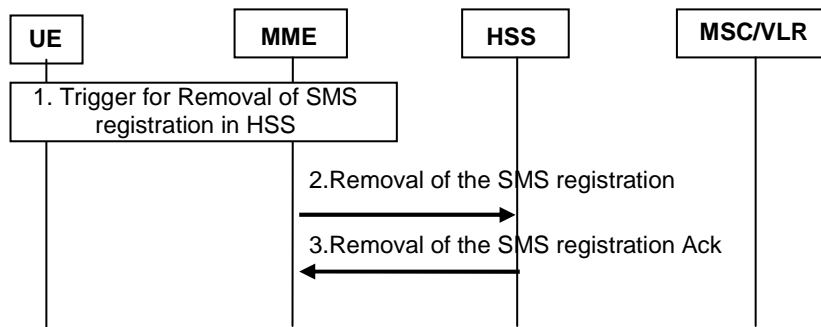 UE
MME
HSS
MSC/VLR
1. Trigger for Removal of SMS
registration in HSS
2.Removal of the SMS registration
3.Removal of the SMS registration Ack